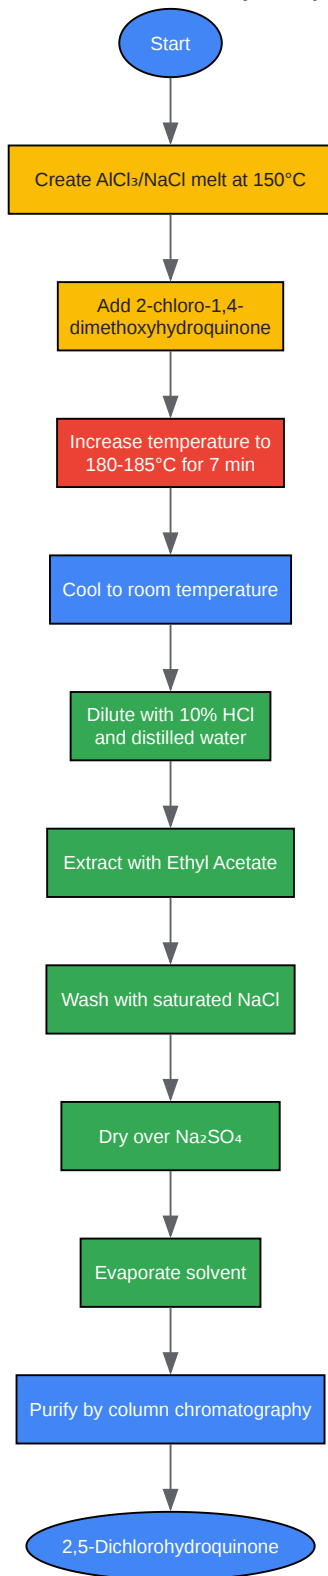 Start
Create AlCl₃/NaCl melt at 150°C
Add 2-chloro-1,4-
dimethoxyhydroquinone
Increase temperature to
180-185°C for 7 min
Cool to room temperature
Dilute with 10% HCl
and distilled water
Extract with Ethyl Acetate
Wash with saturated NaCl
Dry over Na₂SO₄
Evaporate solvent
Purify by column chromatography
2,5-Dichlorohydroquinone